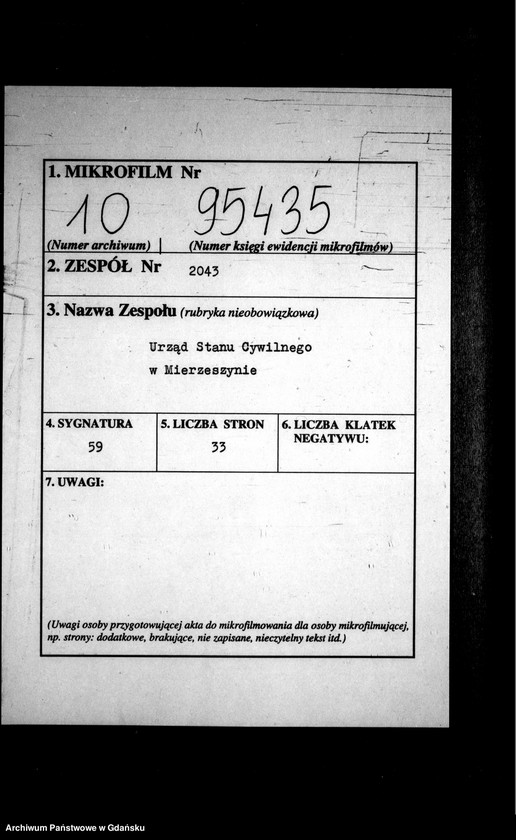 1. MIKROFILM Nr
10 95435
(Numer archiwum) | (Numer księgi ewidencji mikrofilmów)
2. ZESPÓŁ Nr 2043
3. Nazwa Zespołu (rubryka nieobowiązkowa)
Urząd Stanu Cywilnego
w Mierzeszynie
4. SYGNATURA 5. LICZBA STRON 6. LICZBA KLATEK
NEGATYWU:
59 33
7. UWAGI:
(Uwagi osoby przygotowującej akta do mikrofilmowania dla osoby mikrofilmującej,
np. strony: dodatkowe, brakujące, nie zapisane, nieczytelny tekst itd.)
Archiwum Państwowe w Gdańsku